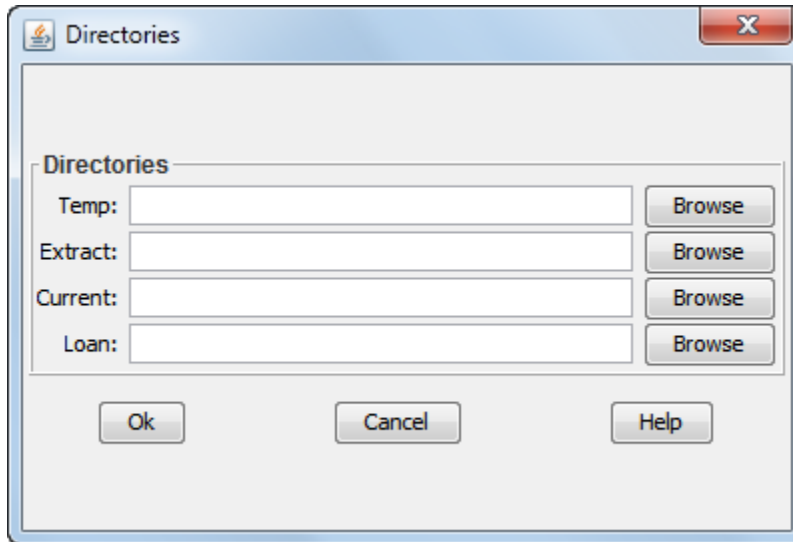 Directories
Directories
Temp: Browse
Extract: Browse
Current: Browse
Loan: Browse
Ok Cancel Help